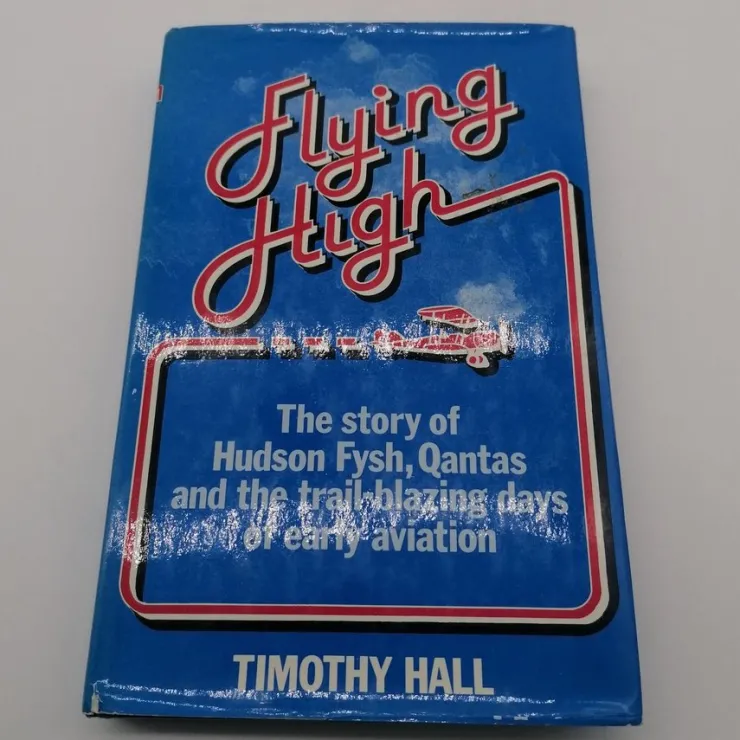 Flying
High
The story of
Hudson Fysh, Qantas
and the trail-blazing days
of early aviation
TIMOTHY HALL